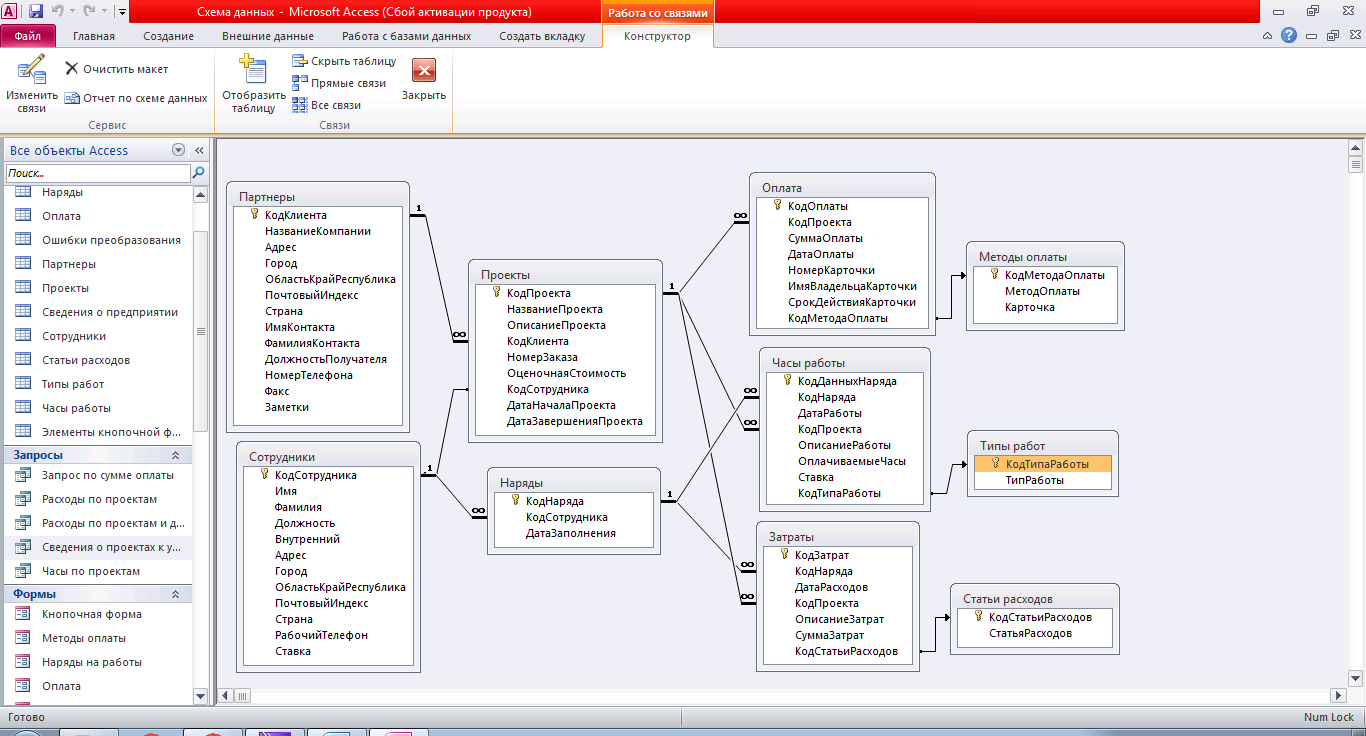 Схема данных - Microsoft Access (Сбой активации продукта)
Работа со связями
Файл
Главная
Создание
Внешние данные
Работа с базами данных
Создать вкладку
Конструктор
Изменить связи
Очистить макет
Отчет по схеме данных
Сервис
Отобразить таблицу
Скрыть таблицу
Прямые связи
Все связи
Закрыть
Связи
Все объекты Access
Поиск...
Наряды
Оплата
Ошибки преобразования
Партнеры
Проекты
Сведения о предприятии
Сотрудники
Статьи расходов
Типы работ
Часы работы
Элементы кнопочной ф...
Запросы
Запрос по сумме оплаты
Расходы по проектам
Расходы по проектам и д...
Сведения о проектах к у...
Часы по проектам
Формы
Кнопочная форма
Методы оплаты
Наряды на работы
Оплата
Партнеры
КодКлиента
НазваниеКомпании
Адрес
Город
ОбластьКрайРеспублика
ПочтовыйИндекс
Страна
ИмяКонтакта
ФамилияКонтакта
ДолжностьПолучателя
НомерТелефона
Факс
Заметки
1
∞
Сотрудники
КодСотрудника
Имя
Фамилия
Должность
Внутренний
Адрес
Город
ОбластьКрайРеспублика
ПочтовыйИндекс
Страна
РабочийТелефон
Ставка
1
∞
Проекты
КодПроекта
НазваниеПроекта
ОписаниеПроекта
КодКлиента
НомерЗаказа
ОценочнаяСтоимость
КодСотрудника
ДатаНачалаПроекта
ДатаЗавершенияПроекта
1
Наряды
КодНаряда
КодСотрудника
ДатаЗаполнения
1
∞
Оплата
КодОплаты
КодПроекта
СуммаОплаты
ДатаОплаты
НомерКарточки
ИмяВладельцаКарточки
СрокДействияКарточки
КодМетодаОплаты
∞
∞
Часы работы
КодДанныхНаряда
КодНаряда
ДатаРаботы
КодПроекта
ОписаниеРаботы
ОплачиваемыеЧасы
Ставка
КодТипаРаботы
∞
∞
Затраты
КодЗатрат
КодНаряда
ДатаРасходов
КодПроекта
ОписаниеЗатрат
СуммаЗатрат
КодСтатьиРасходов
Методы оплаты
КодМетодаОплаты
МетодОплаты
Карточка
Типы работ
КодТипаРаботы
ТипРаботы
Статьи расходов
КодСтатьиРасходов
СтатьяРасходов
Готово
Num Lock